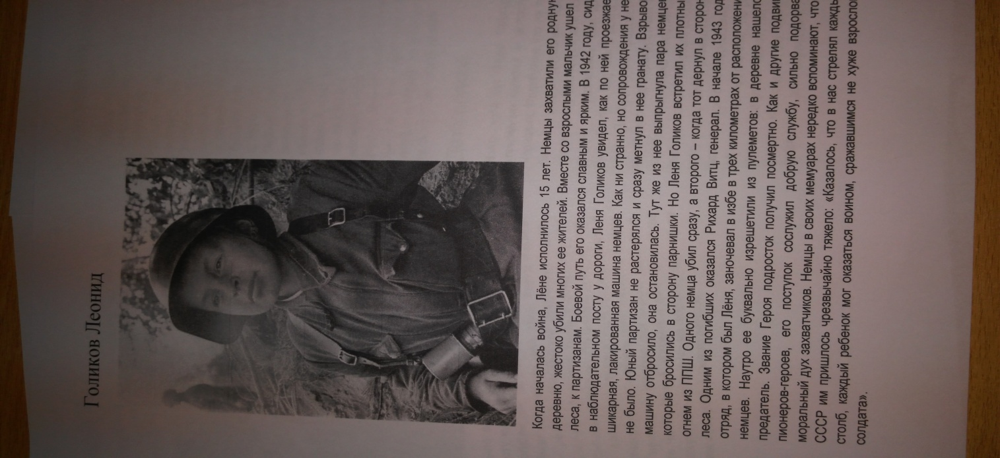 Голиков Леонид
Когда началась война, Лёне исполнилось 15 лет. Немцы захватили его родну
деревню, жестоко убили многих ее жителей. Вместе со взрослыми мальчик ушел
леса, к партизанам. Боевой путь его оказался славным и ярким. В 1942 году, сид
в наблюдательном посту у дороги, Леня Голиков увидел, как по ней проезжае
шикарная, лакированная машина немцев. Как ни странно, но сопровождения у не
не было. Юный партизан не растерялся и сразу метнул в нее гранату. Взрыво
машину отбросило, она остановилась. Тут же из нее выпрыгнула пара немце
которые бросились в сторону парнишки. Но Леня Голиков встретил их плотны
огнем из ППШ. Одного немца убил сразу, а второго – когда тот дернул в сторон
леса. Одним из погибших оказался Рихард Витц, генерал. В начале 1943 год
отряд, в котором был Лёня, заночевал в избе в трех километрах от расположени
немцев. Наутро ее буквально изрешетили из пулеметов: в деревне нашелс
предатель. Звание Героя подросток получил посмертно. Как и другие подви
пионеров-героев, его поступок сослужил добрую службу, сильно подорва
моральный дух захватчиков. Немцы в своих мемуарах нередко вспоминают, что
СССР им пришлось чрезвычайно тяжело: «Казалось, что в нас стрелял кажды
столб, каждый ребенок мог оказаться воином, сражавшимся не хуже взросло
солдата».